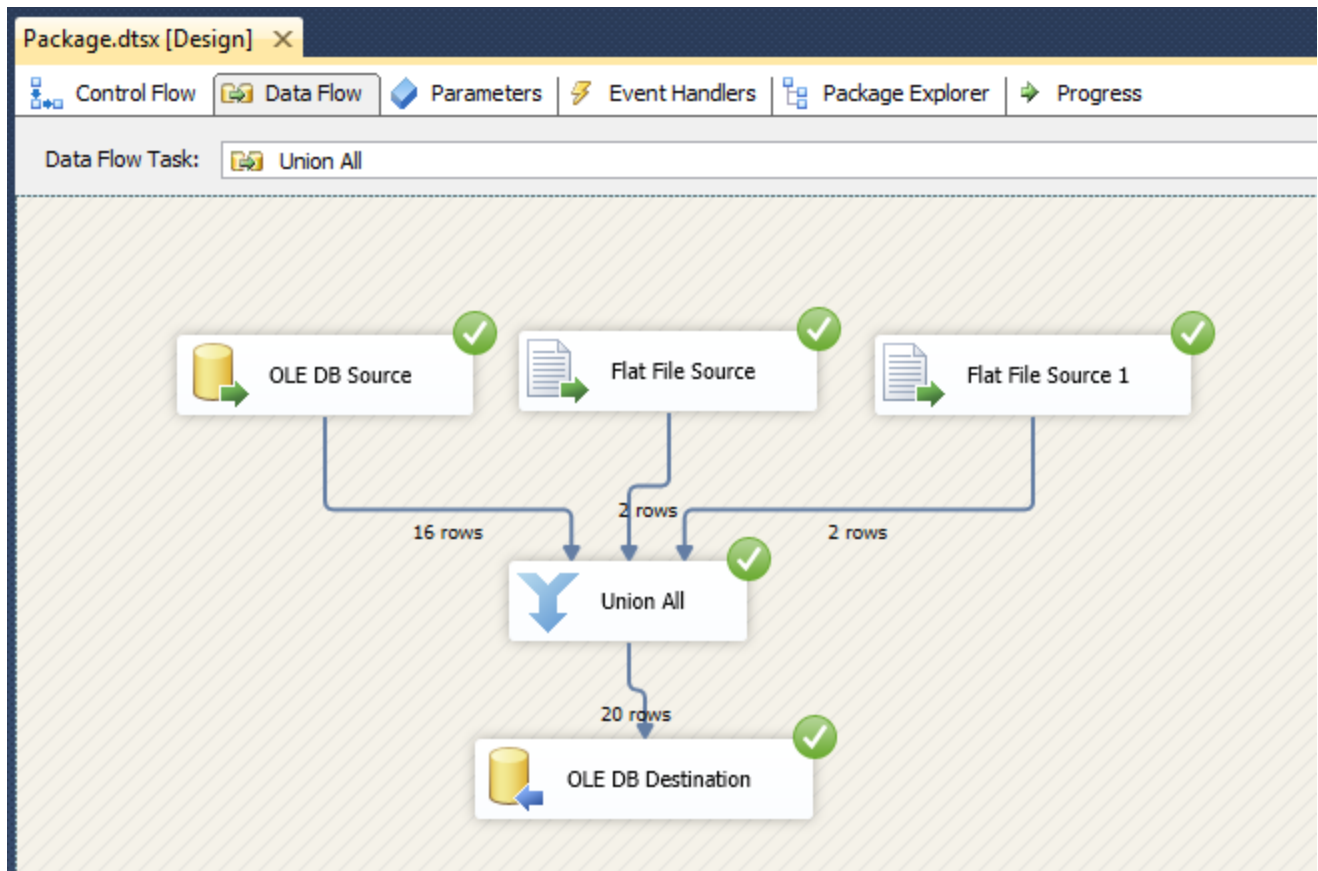 Package.dtsx [Design]
Control Flow Data Flow Parameters Event Handlers Package Explorer Progress
Data Flow Task: Union All
OLE DB Source Flat File Source Flat File Source 1
16 rows 2 rows 2 rows
Union All
20 rows
OLE DB Destination